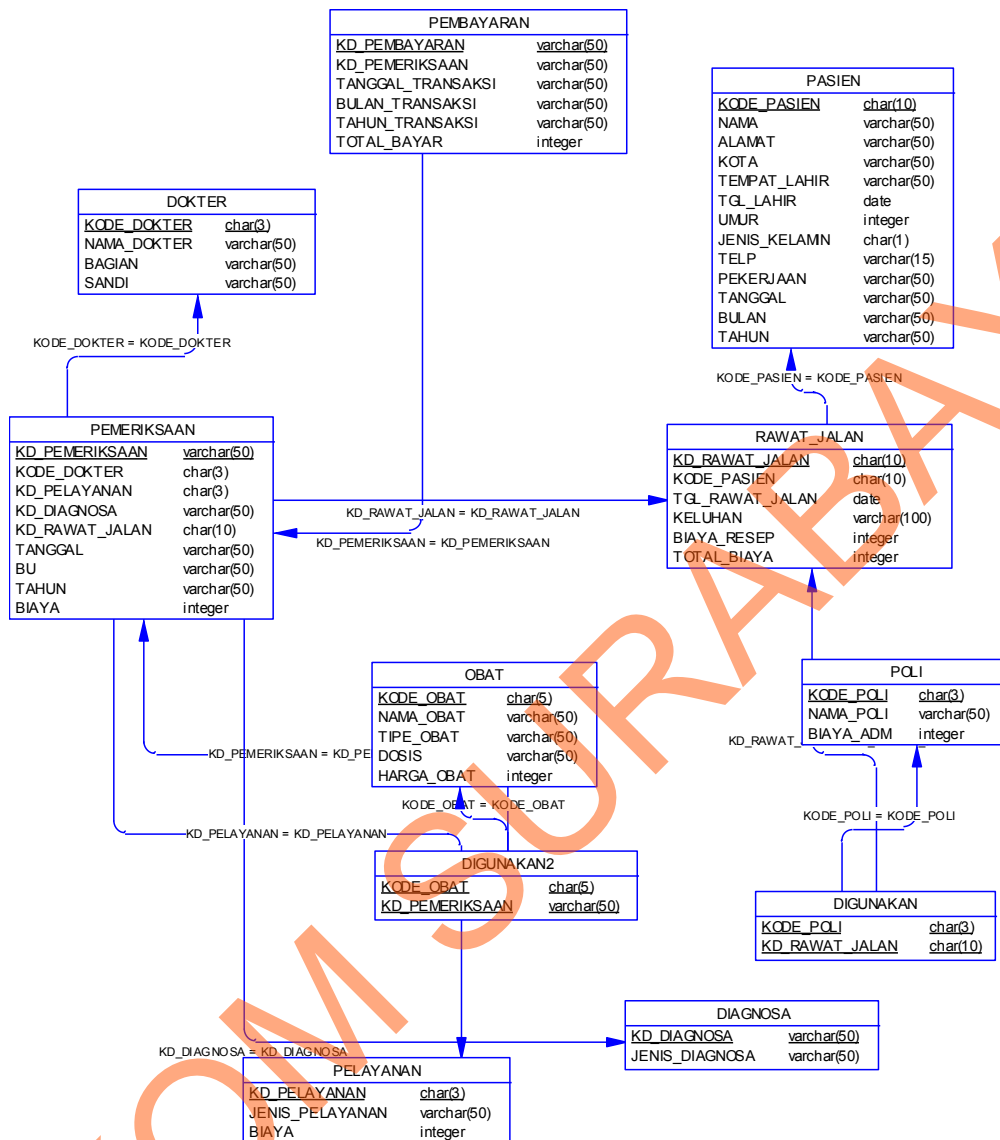 PEMBAYARAN
KD_PEMBAYARAN varchar(50)
KD_PEMERIKSAAN varchar(50)
TANGGAL_TRANSAKSI varchar(50)
BULAN_TRANSAKSI varchar(50)
TAHUN_TRANSAKSI varchar(50)
TOTAL_BAYAR integer
PASIEN
KODE_PASIEN char(10)
NAMA varchar(50)
ALAMAT varchar(50)
KOTA varchar(50)
TEMPAT_LAHIR varchar(50)
TGL_LAHIR date
UMUR integer
JENIS_KELAMIN char(1)
TELP varchar(15)
PEKERJAAN varchar(50)
TANGGAL varchar(50)
BULAN varchar(50)
TAHUN varchar(50)
DOKTER
KODE_DOKTER char(3)
NAMA_DOKTER varchar(50)
BAGIAN varchar(50)
SANDI varchar(50)
KODE_DOKTER = KODE_DOKTER
KODE_PASIEN = KODE_PASIEN
PEMERIKSAAN
KD_PEMERIKSAAN varchar(50)
KODE_DOKTER char(3)
KD_PELAYANAN char(3)
KD_DIAGNOSA varchar(50)
KD_RAWAT_JALAN char(10)
TANGGAL varchar(50)
BU varchar(50)
TAHUN varchar(50)
BIAYA integer
RAWAT_JALAN
KD_RAWAT_JALAN char(10)
KODE_PASIEN char(10)
TGL_RAWAT_JALAN date
KELUHAN varchar(100)
BIAYA_RESEP integer
TOTAL_BIAYA integer
KD_RAWAT_JALAN = KD_RAWAT_JALAN
KD_PEMERIKSAAN = KD_PEMERIKSAAN
OBAT
KODE_OBAT char(5)
NAMA_OBAT varchar(50)
TIPE_OBAT varchar(50)
DOSIS varchar(50)
HARGA_OBAT integer
POLI
KODE_POLI char(3)
NAMA_POLI varchar(50)
BIAYA_ADM integer
KD_PEMERIKSAAN = KD_PE
KD_RAWAT_
KODE_OBAT = KODE_OBAT
KODE_POLI = KODE_POLI
KD_PELAYANAN = KD_PELAYANAN
DIGUNAKAN2
KODE_OBAT char(5)
KD_PEMERIKSAAN varchar(50)
DIGUNAKAN
KODE_POLI char(3)
KD_RAWAT_JALAN char(10)
DIAGNOSA
KD_DIAGNOSA varchar(50)
JENIS_DIAGNOSA varchar(50)
KD_DIAGNOSA = KD_DIAGNOSA
PELAYANAN
KD_PELAYANAN char(3)
JENIS_PELAYANAN varchar(50)
BIAYA integer
OM SURABAYA